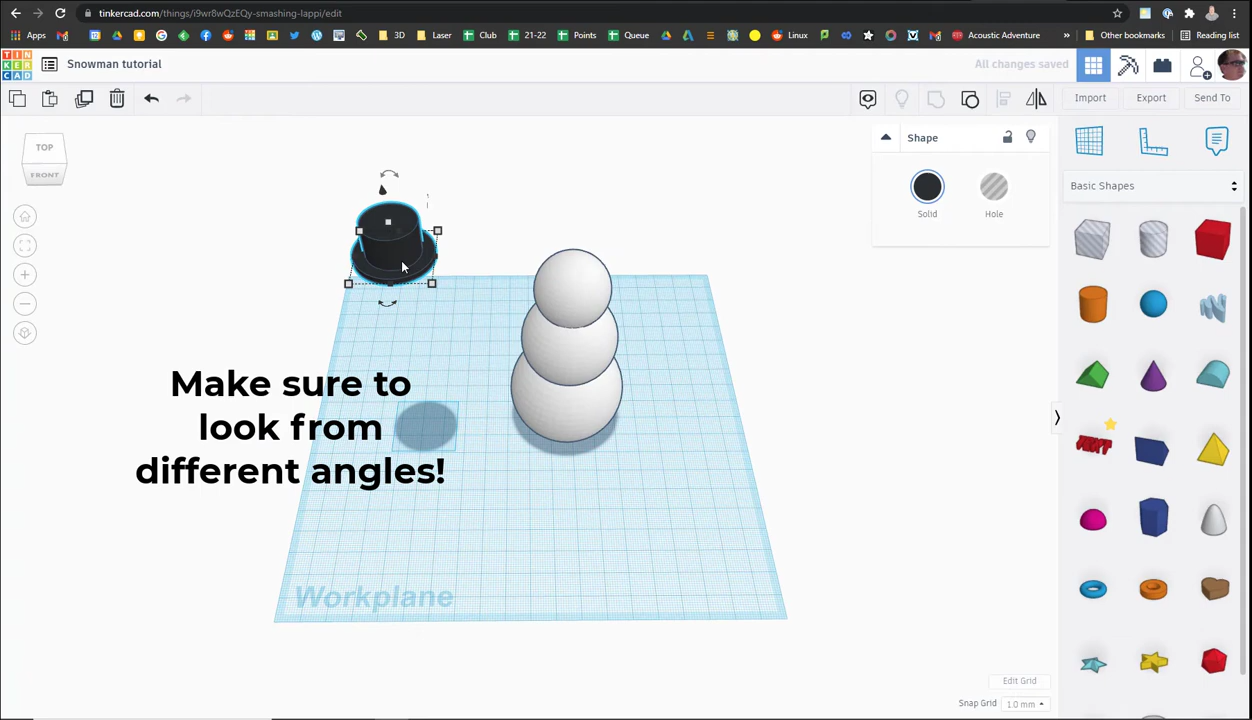 tinkercad.com/things/i9wr8wQzEQy-smashing-lappi/edit
Apps
3D
Laser
Club
21-22
Points
Queue
Linux
Acoustic Adventure
»
Other bookmarks
Reading list
TIN
KER
CAD
Snowman tutorial
All changes saved
Import
Export
Send To
TOP
FRONT
Shape
Solid
Hole
Basic Shapes
TEXT
Make sure to
look from
different angles!
Workplane
Edit Grid
Snap Grid
1.0 mm